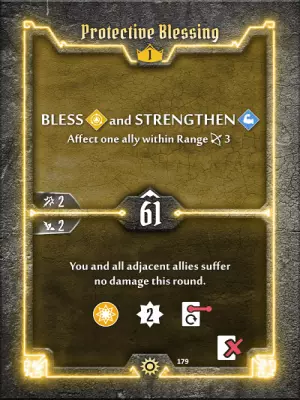 Protective Blessing
1
BLESS and STRENGTHEN
Affect one ally within Range 3
2
61
2
You and all adjacent allies suffer
no damage this round.
2
179